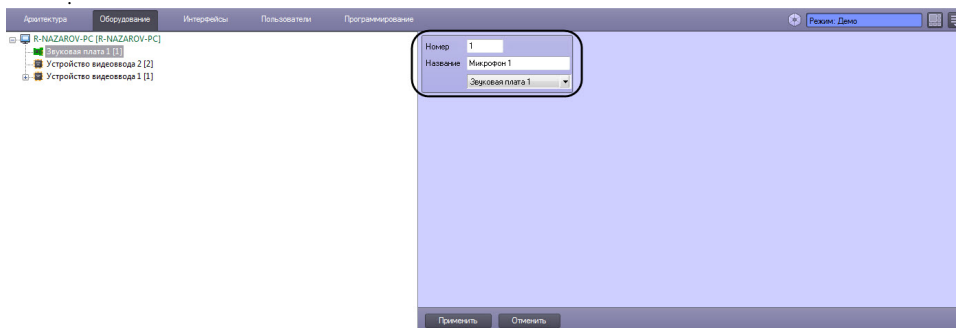 Архитектура Оборудование Интерфейсы Пользователи Программирование Режим: Демо
R-NAZAROV-PC [R-NAZAROV-PC]
Звуковая плата 1 [1]
Устройство видеоввода 2 [2]
Устройство видеоввода 1 [1]
Номер 1
Название Микрофон 1
Звуковая плата 1
Применить Отменить